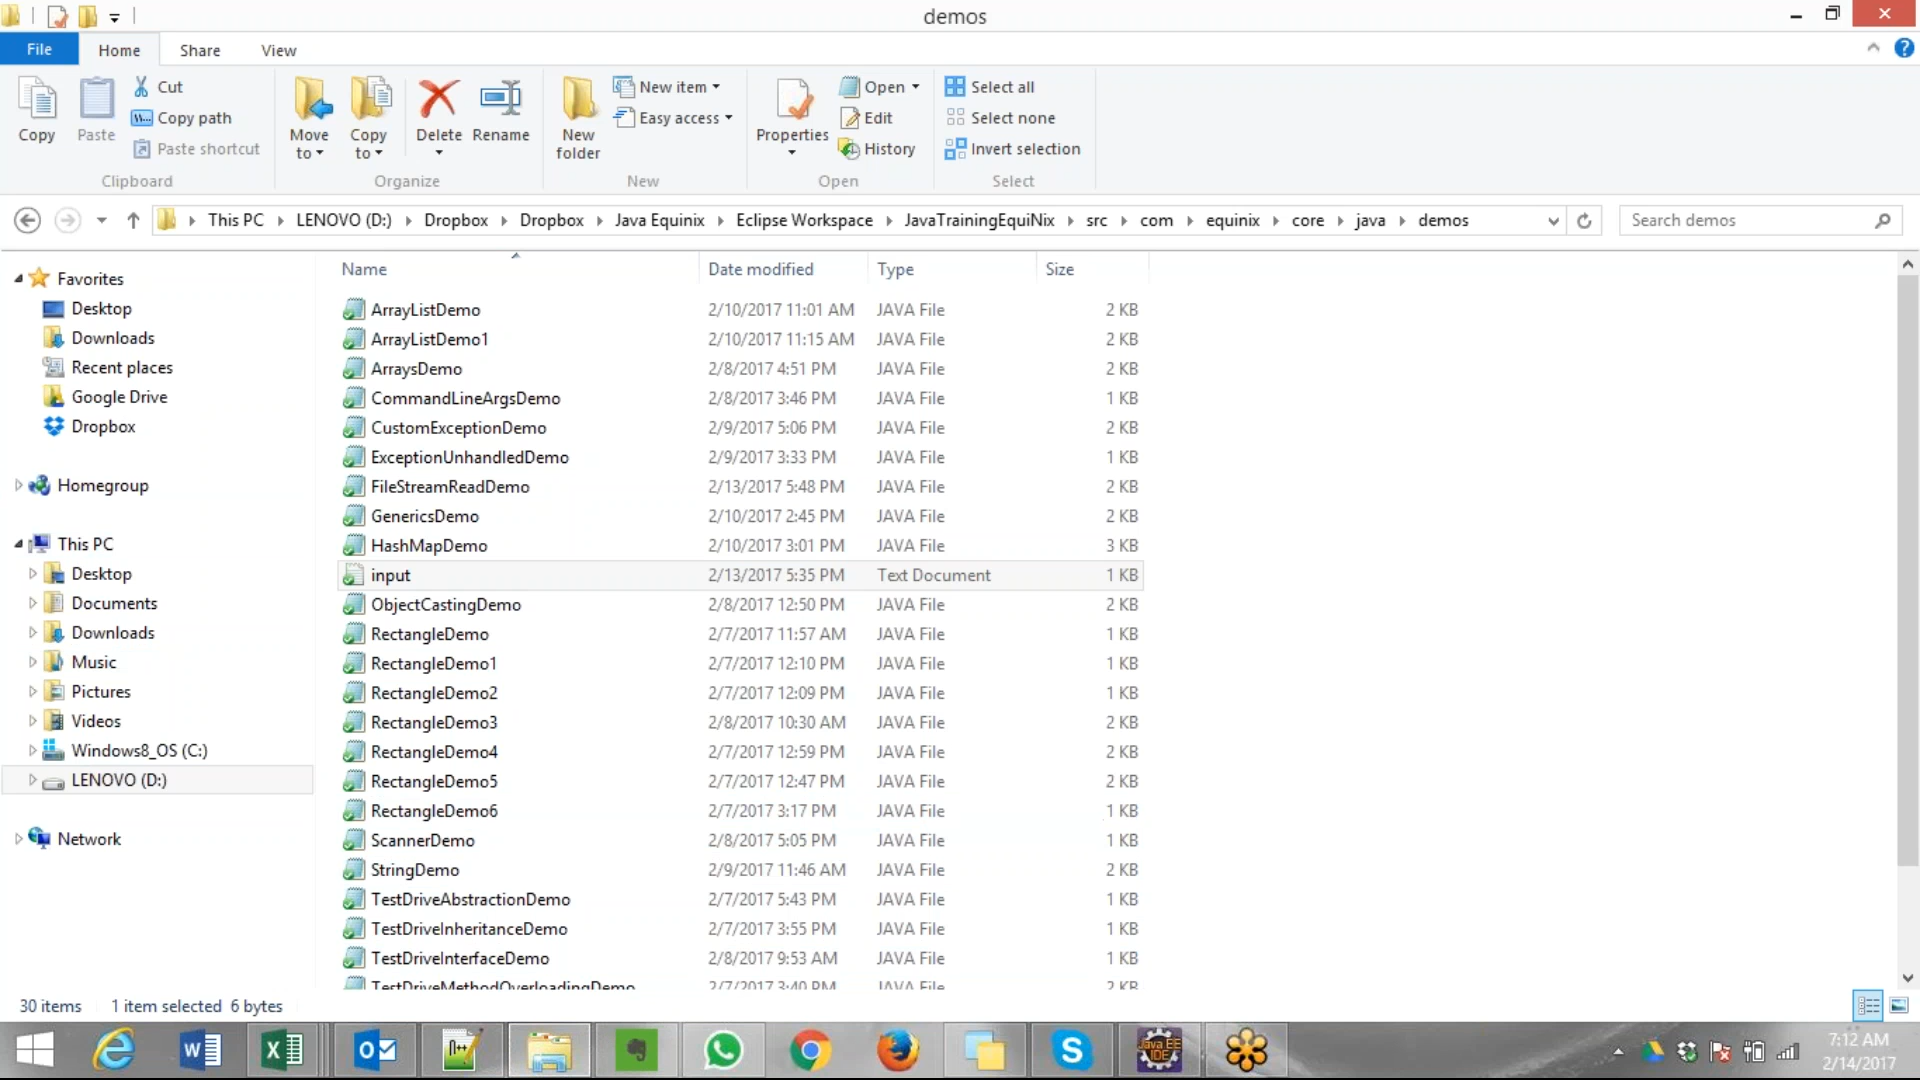 demos
File Home Share View
Copy Paste Cut Copy path Paste shortcut Move to Copy to Delete Rename New folder New item Easy access Properties Open Edit History Select all Select none Invert selection
Clipboard Organize New Open Select
This PC LENOVO (D:) Dropbox Dropbox Java Equinix Eclipse Workspace JavaTrainingEquiNix src com equinix core java demos Search demos
Name Date modified Type Size
Favorites
Desktop
Downloads
Recent places
Google Drive
Dropbox
Homegroup
This PC
Desktop
Documents
Downloads
Music
Pictures
Videos
Windows8_OS (C:)
LENOVO (D:)
Network
ArrayListDemo 2/10/2017 11:01 AM JAVA File 2 KB
ArrayListDemo1 2/10/2017 11:15 AM JAVA File 2 KB
ArraysDemo 2/8/2017 4:51 PM JAVA File 2 KB
CommandLineArgsDemo 2/8/2017 3:46 PM JAVA File 1 KB
CustomExceptionDemo 2/9/2017 5:06 PM JAVA File 2 KB
ExceptionUnhandledDemo 2/9/2017 3:33 PM JAVA File 1 KB
FileStreamReadDemo 2/13/2017 5:48 PM JAVA File 2 KB
GenericsDemo 2/10/2017 2:45 PM JAVA File 2 KB
HashMapDemo 2/10/2017 3:01 PM JAVA File 3 KB
input 2/13/2017 5:35 PM Text Document 1 KB
ObjectCastingDemo 2/8/2017 12:50 PM JAVA File 2 KB
RectangleDemo 2/7/2017 11:57 AM JAVA File 1 KB
RectangleDemo1 2/7/2017 12:10 PM JAVA File 1 KB
RectangleDemo2 2/7/2017 12:09 PM JAVA File 1 KB
RectangleDemo3 2/8/2017 10:30 AM JAVA File 2 KB
RectangleDemo4 2/7/2017 12:59 PM JAVA File 2 KB
RectangleDemo5 2/7/2017 12:47 PM JAVA File 2 KB
RectangleDemo6 2/7/2017 3:17 PM JAVA File 1 KB
ScannerDemo 2/8/2017 5:05 PM JAVA File 1 KB
StringDemo 2/9/2017 11:46 AM JAVA File 2 KB
TestDriveAbstractionDemo 2/7/2017 5:43 PM JAVA File 1 KB
TestDriveInheritanceDemo 2/7/2017 3:55 PM JAVA File 1 KB
TestDriveInterfaceDemo 2/8/2017 9:53 AM JAVA File 1 KB
TestDriveMethodOverloadingDemo 2/7/2017 3:40 PM JAVA File 2 KB
30 items 1 item selected 6 bytes
Java EE
IDE
7:12 AM
2/14/2017